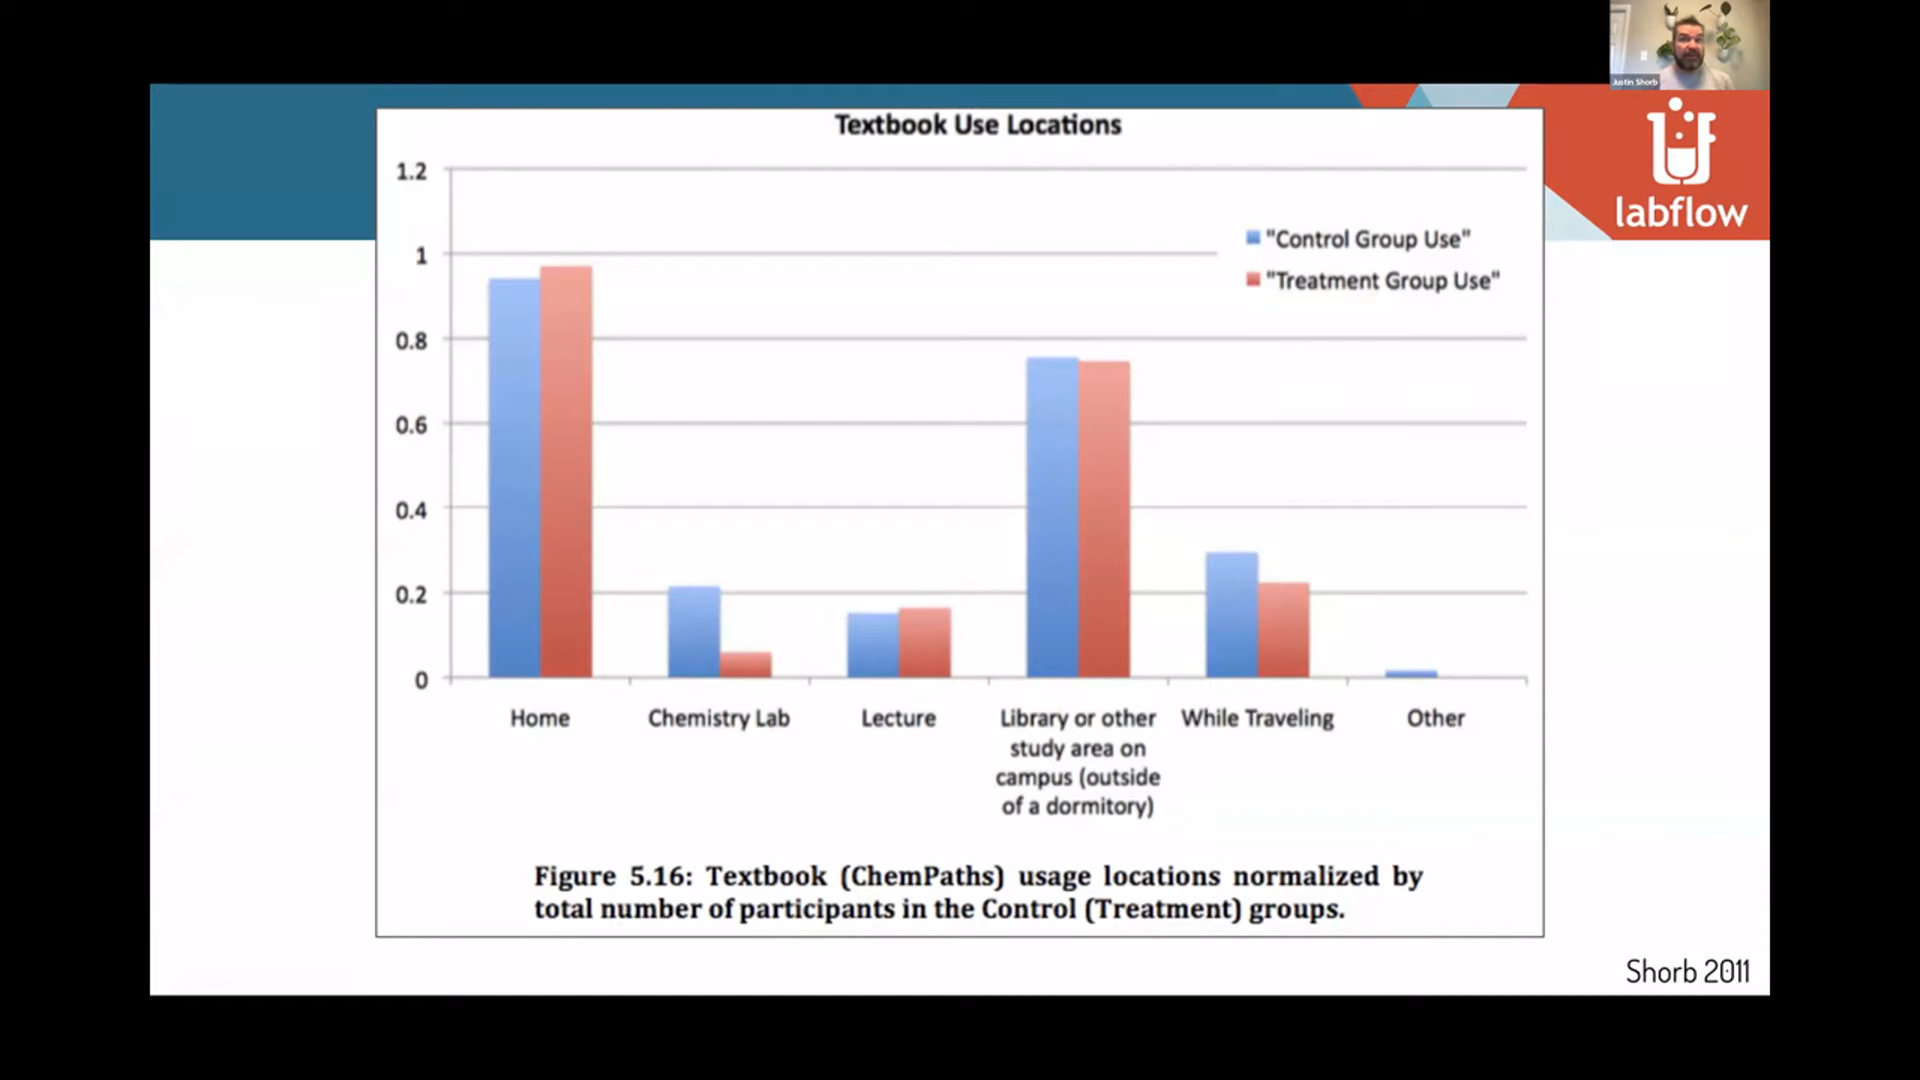 Justin Shorb
labflow
Textbook Use Locations
1.2
1
0.8
0.6
0.4
0.2
0
"Control Group Use"
"Treatment Group Use"
Home
Chemistry Lab
Lecture
Library or other
study area on
campus (outside
of a dormitory)
While Traveling
Other
Figure 5.16: Textbook (ChemPaths) usage locations normalized by
total number of participants in the Control (Treatment) groups.
Shorb 2011